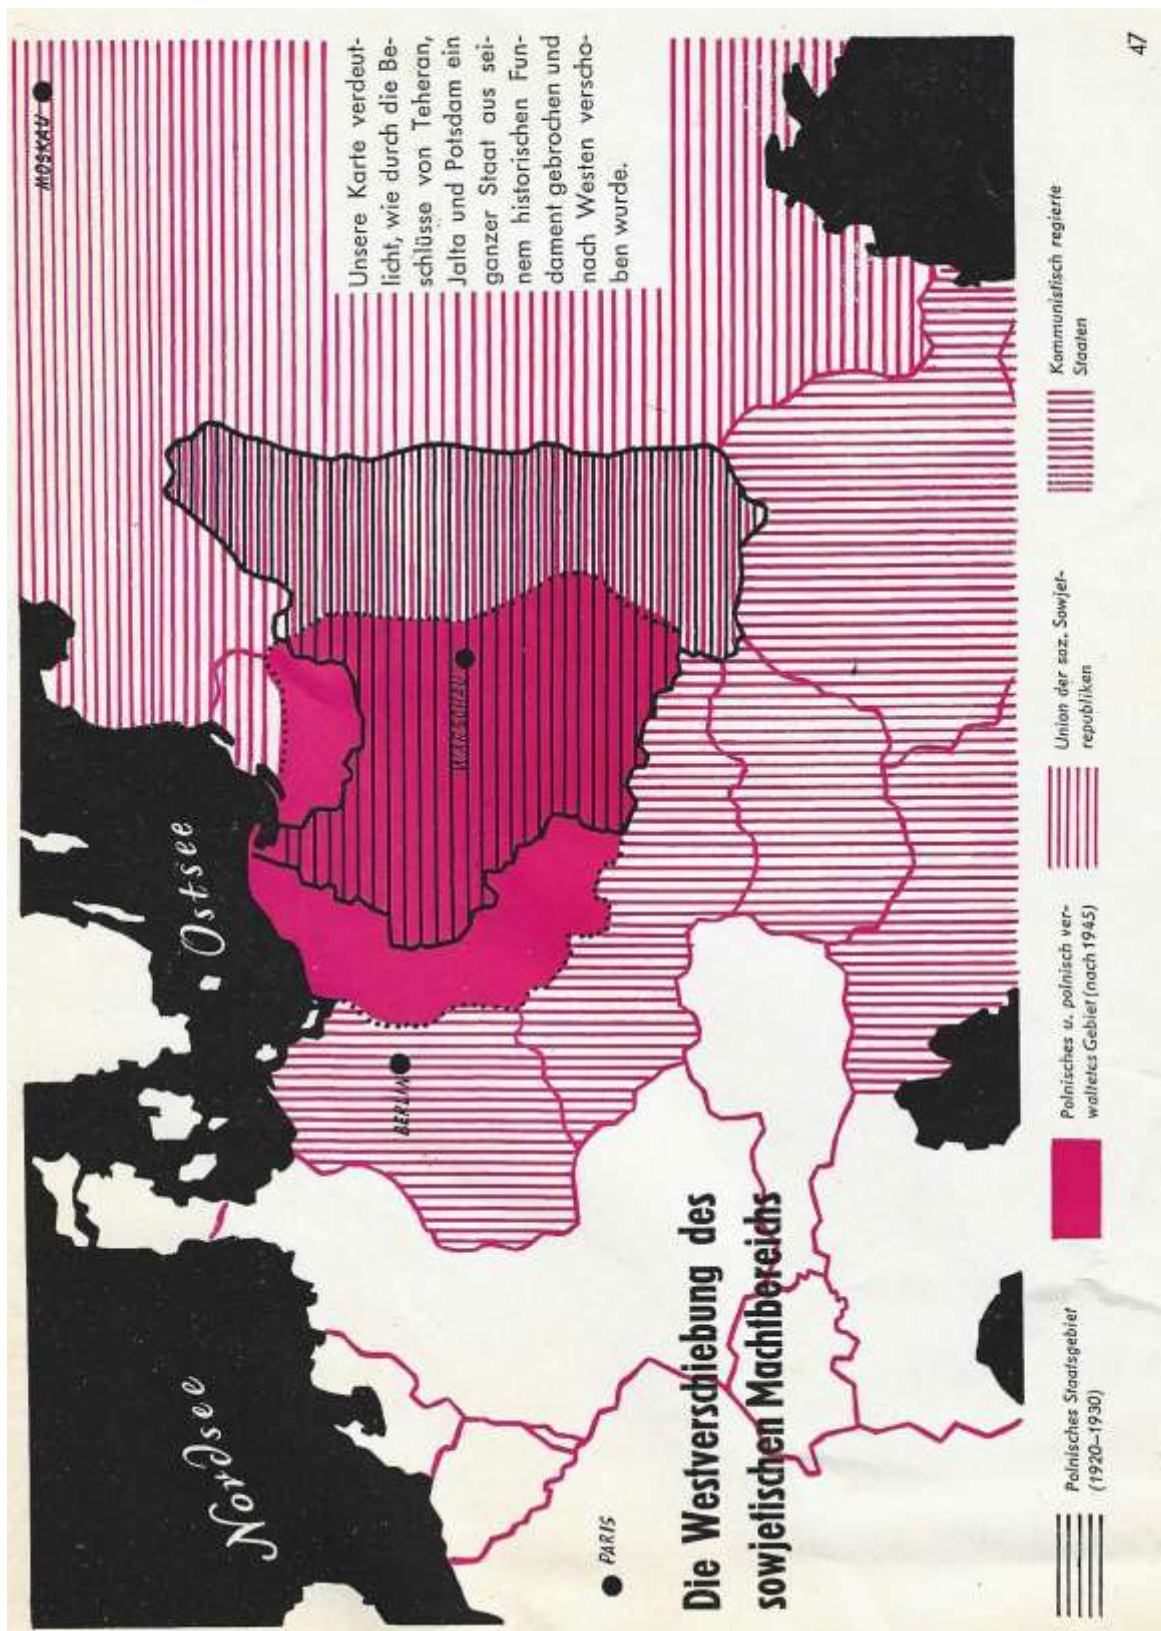 47
MOSKAU
Unsere Karte verdeut-
licht, wie durch die Be-
schlüsse von Teheran,
Jalta und Potsdam ein
ganzer Staat aus sei-
nem historischen Fun-
dament gebrochen und
nach Westen verscho-
ben wurde.
Nordsee
Ostsee
WARSCHAU
BERLIN
PARIS
Die Westverschiebung des
sowjetischen Machtbereichs
Polnisches Staatsgebiet
(1920–1930)
Polnisches u. polnisch ver-
waltetes Gebiet (nach 1945)
Union der soz. Sowjet-
republiken
Kommunistisch regierte
Staaten